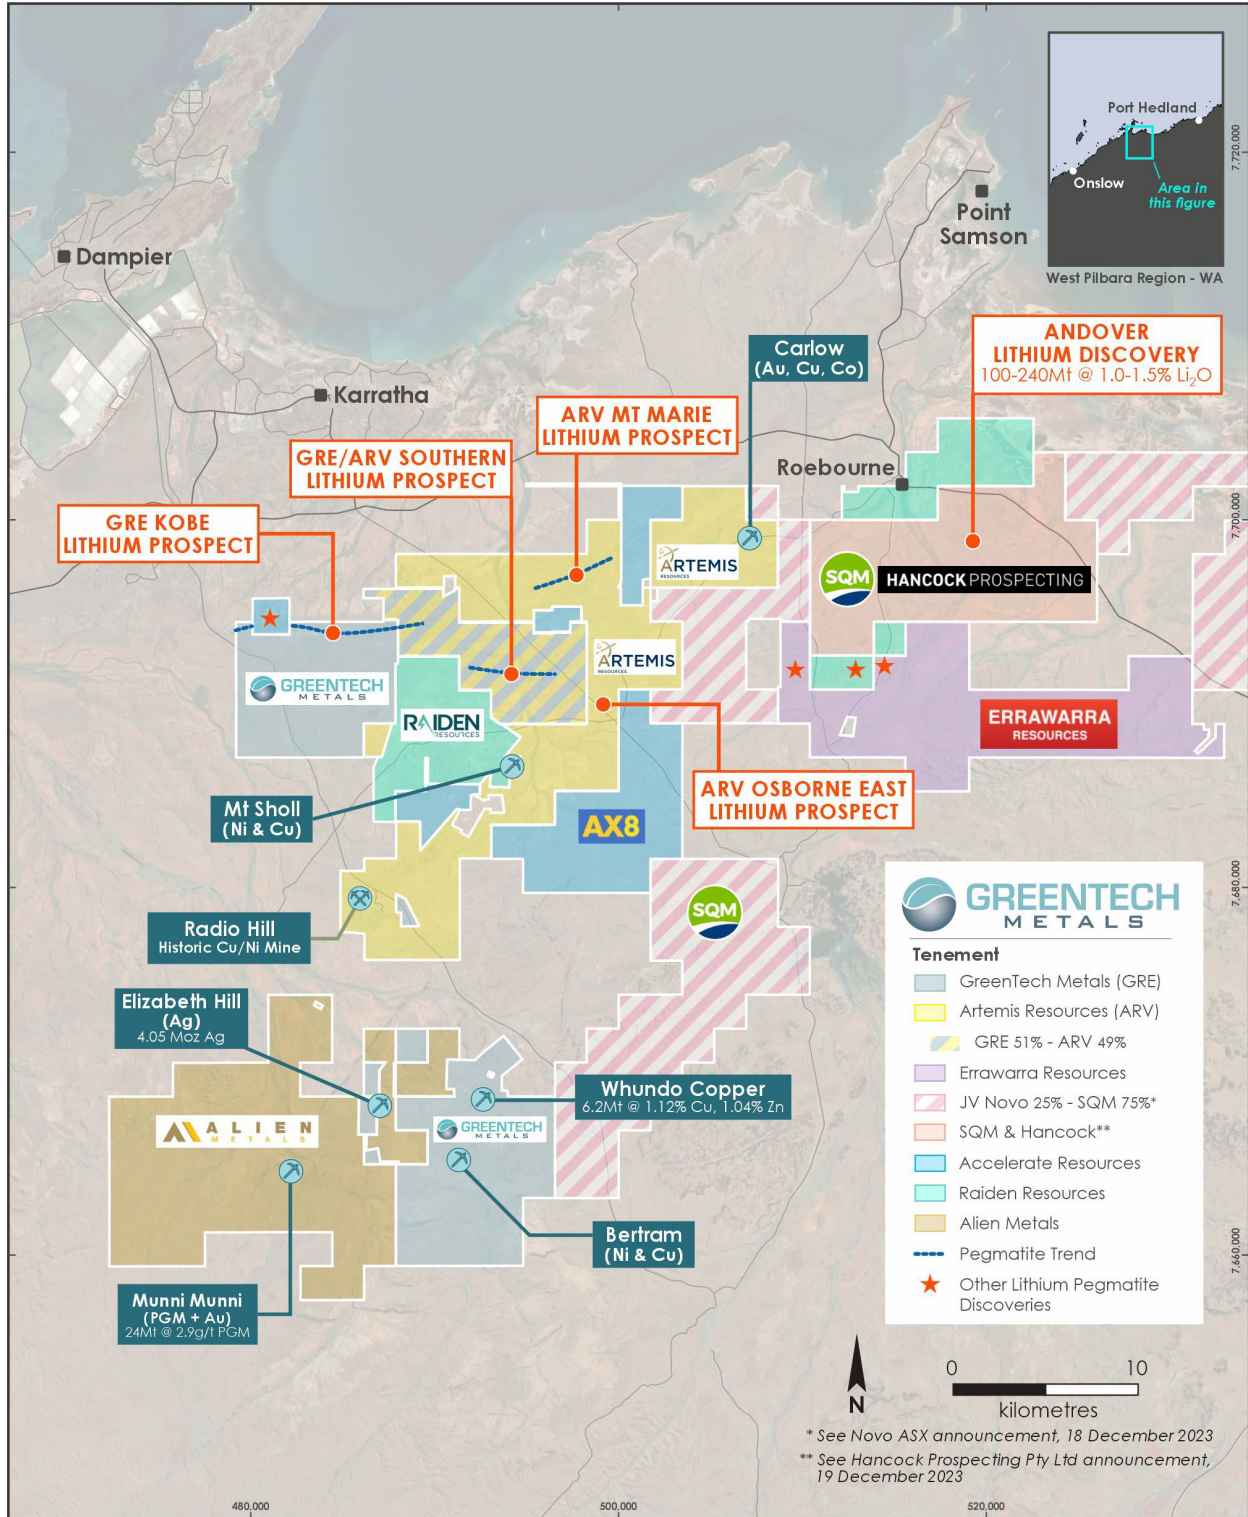 Port Hedland
Onslow
Area in
this figure
West Pilbara Region - WA
7,720,000
Point
Samson
Dampier
ANDOVER
LITHIUM DISCOVERY
100-240Mt @ 1.0-1.5% Li₂O
Carlow
(Au, Cu, Co)
Karratha
ARV MT MARIE
LITHIUM PROSPECT
GRE/ARV SOUTHERN
LITHIUM PROSPECT
Roebourne
GRE KOBE
LITHIUM PROSPECT
7,700,000
ARTEMIS
RESOURCES
SQM
HANCOCK PROSPECTING
ARTEMIS
RESOURCES
GREENTECH
METALS
RAIDEN
RESOURCES
ERRAWARRA
RESOURCES
ARV OSBORNE EAST
LITHIUM PROSPECT
Mt Sholl
(Ni & Cu)
AX8
7,680,000
SQM
Radio Hill
Historic Cu/Ni Mine
Elizabeth Hill
(Ag)
4.05 Moz Ag
Whundo Copper
6.2Mt @ 1.12% Cu, 1.04% Zn
ALIEN
METALS
GREENTECH
METALS
Bertram
(Ni & Cu)
Munni Munni
(PGM + Au)
24Mt @ 2.9g/t PGM
GREENTECH
METALS
Tenement
GreenTech Metals (GRE)
Artemis Resources (ARV)
GRE 51% - ARV 49%
Errawarra Resources
JV Novo 25% - SQM 75%*
SQM & Hancock**
Accelerate Resources
Raiden Resources
Alien Metals
Pegmatite Trend
Other Lithium Pegmatite
Discoveries
7,660,000
N
0 10
kilometres
* See Novo ASX announcement, 18 December 2023
** See Hancock Prospecting Pty Ltd announcement,
19 December 2023
480,000 500,000 520,000